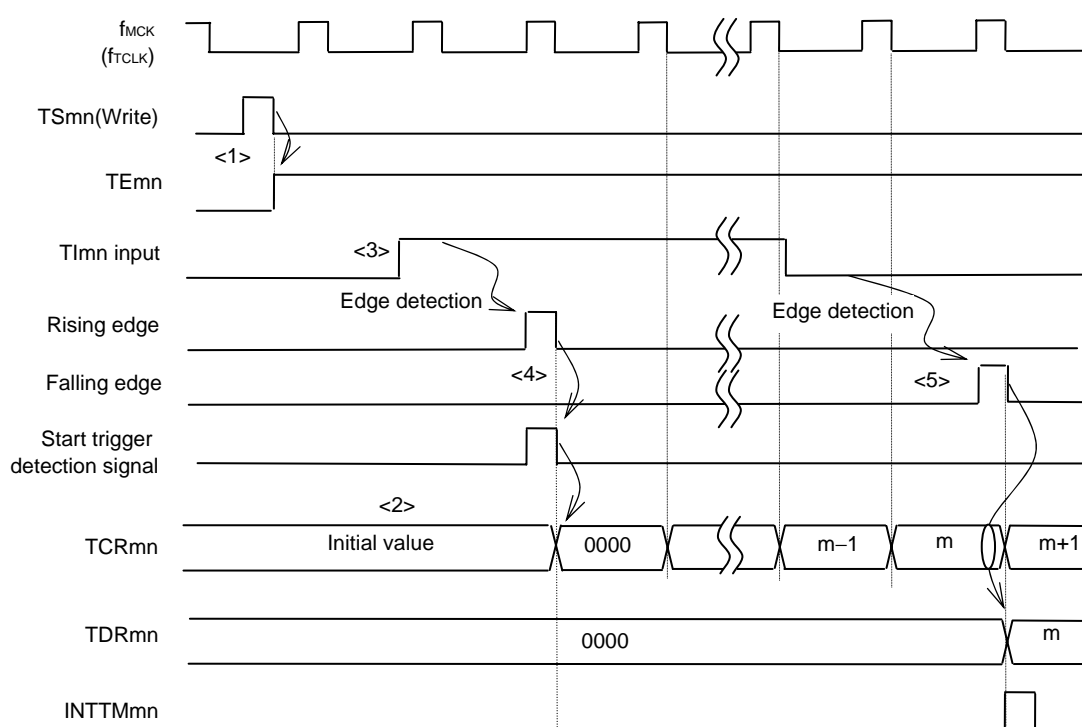 fMCK
(fTCLK)
TSmn(Write)
<1>
TEmn
TImn input
<3>
Edge detection
Edge detection
Rising edge
<4>
<5>
Falling edge
Start trigger
detection signal
<2>
TCRmn
Initial value
0000
m−1
m
m+1
TDRmn
0000
m
INTTMmn